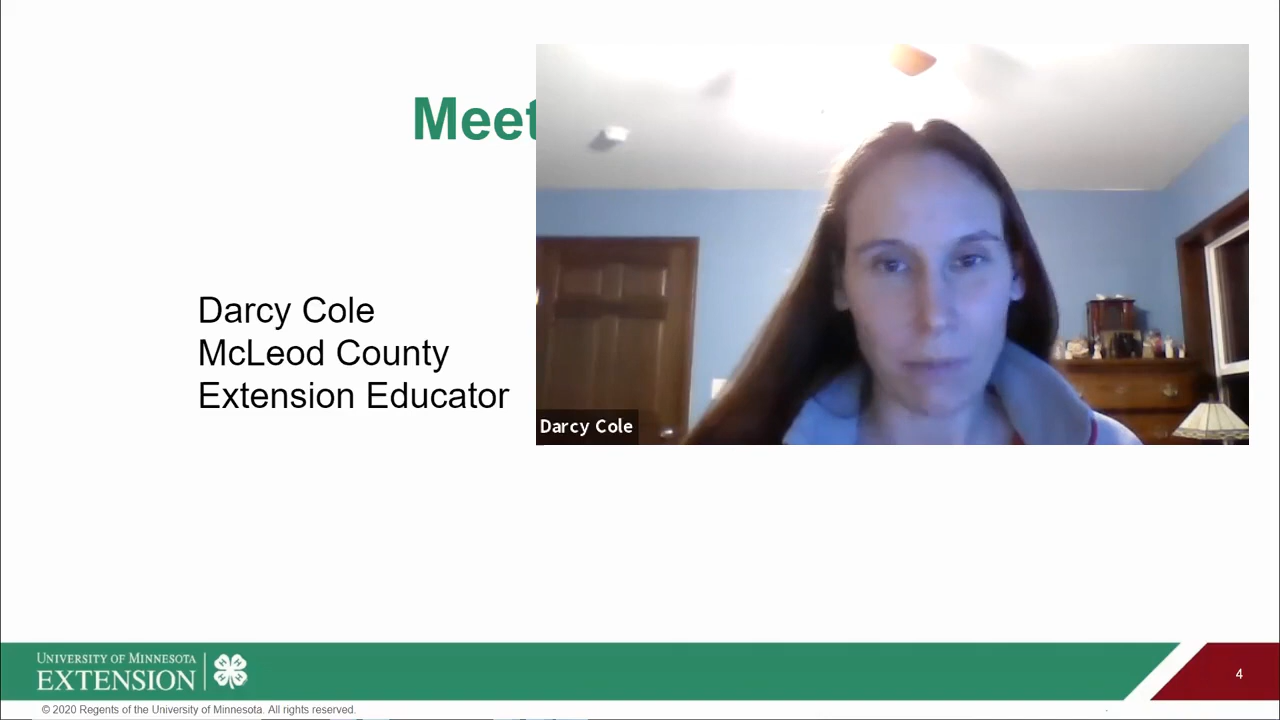 Meet
Darcy Cole
McLeod County
Extension Educator
Darcy Cole
UNIVERSITY OF MINNESOTA
EXTENSION
4
© 2020 Regents of the University of Minnesota. All rights reserved.